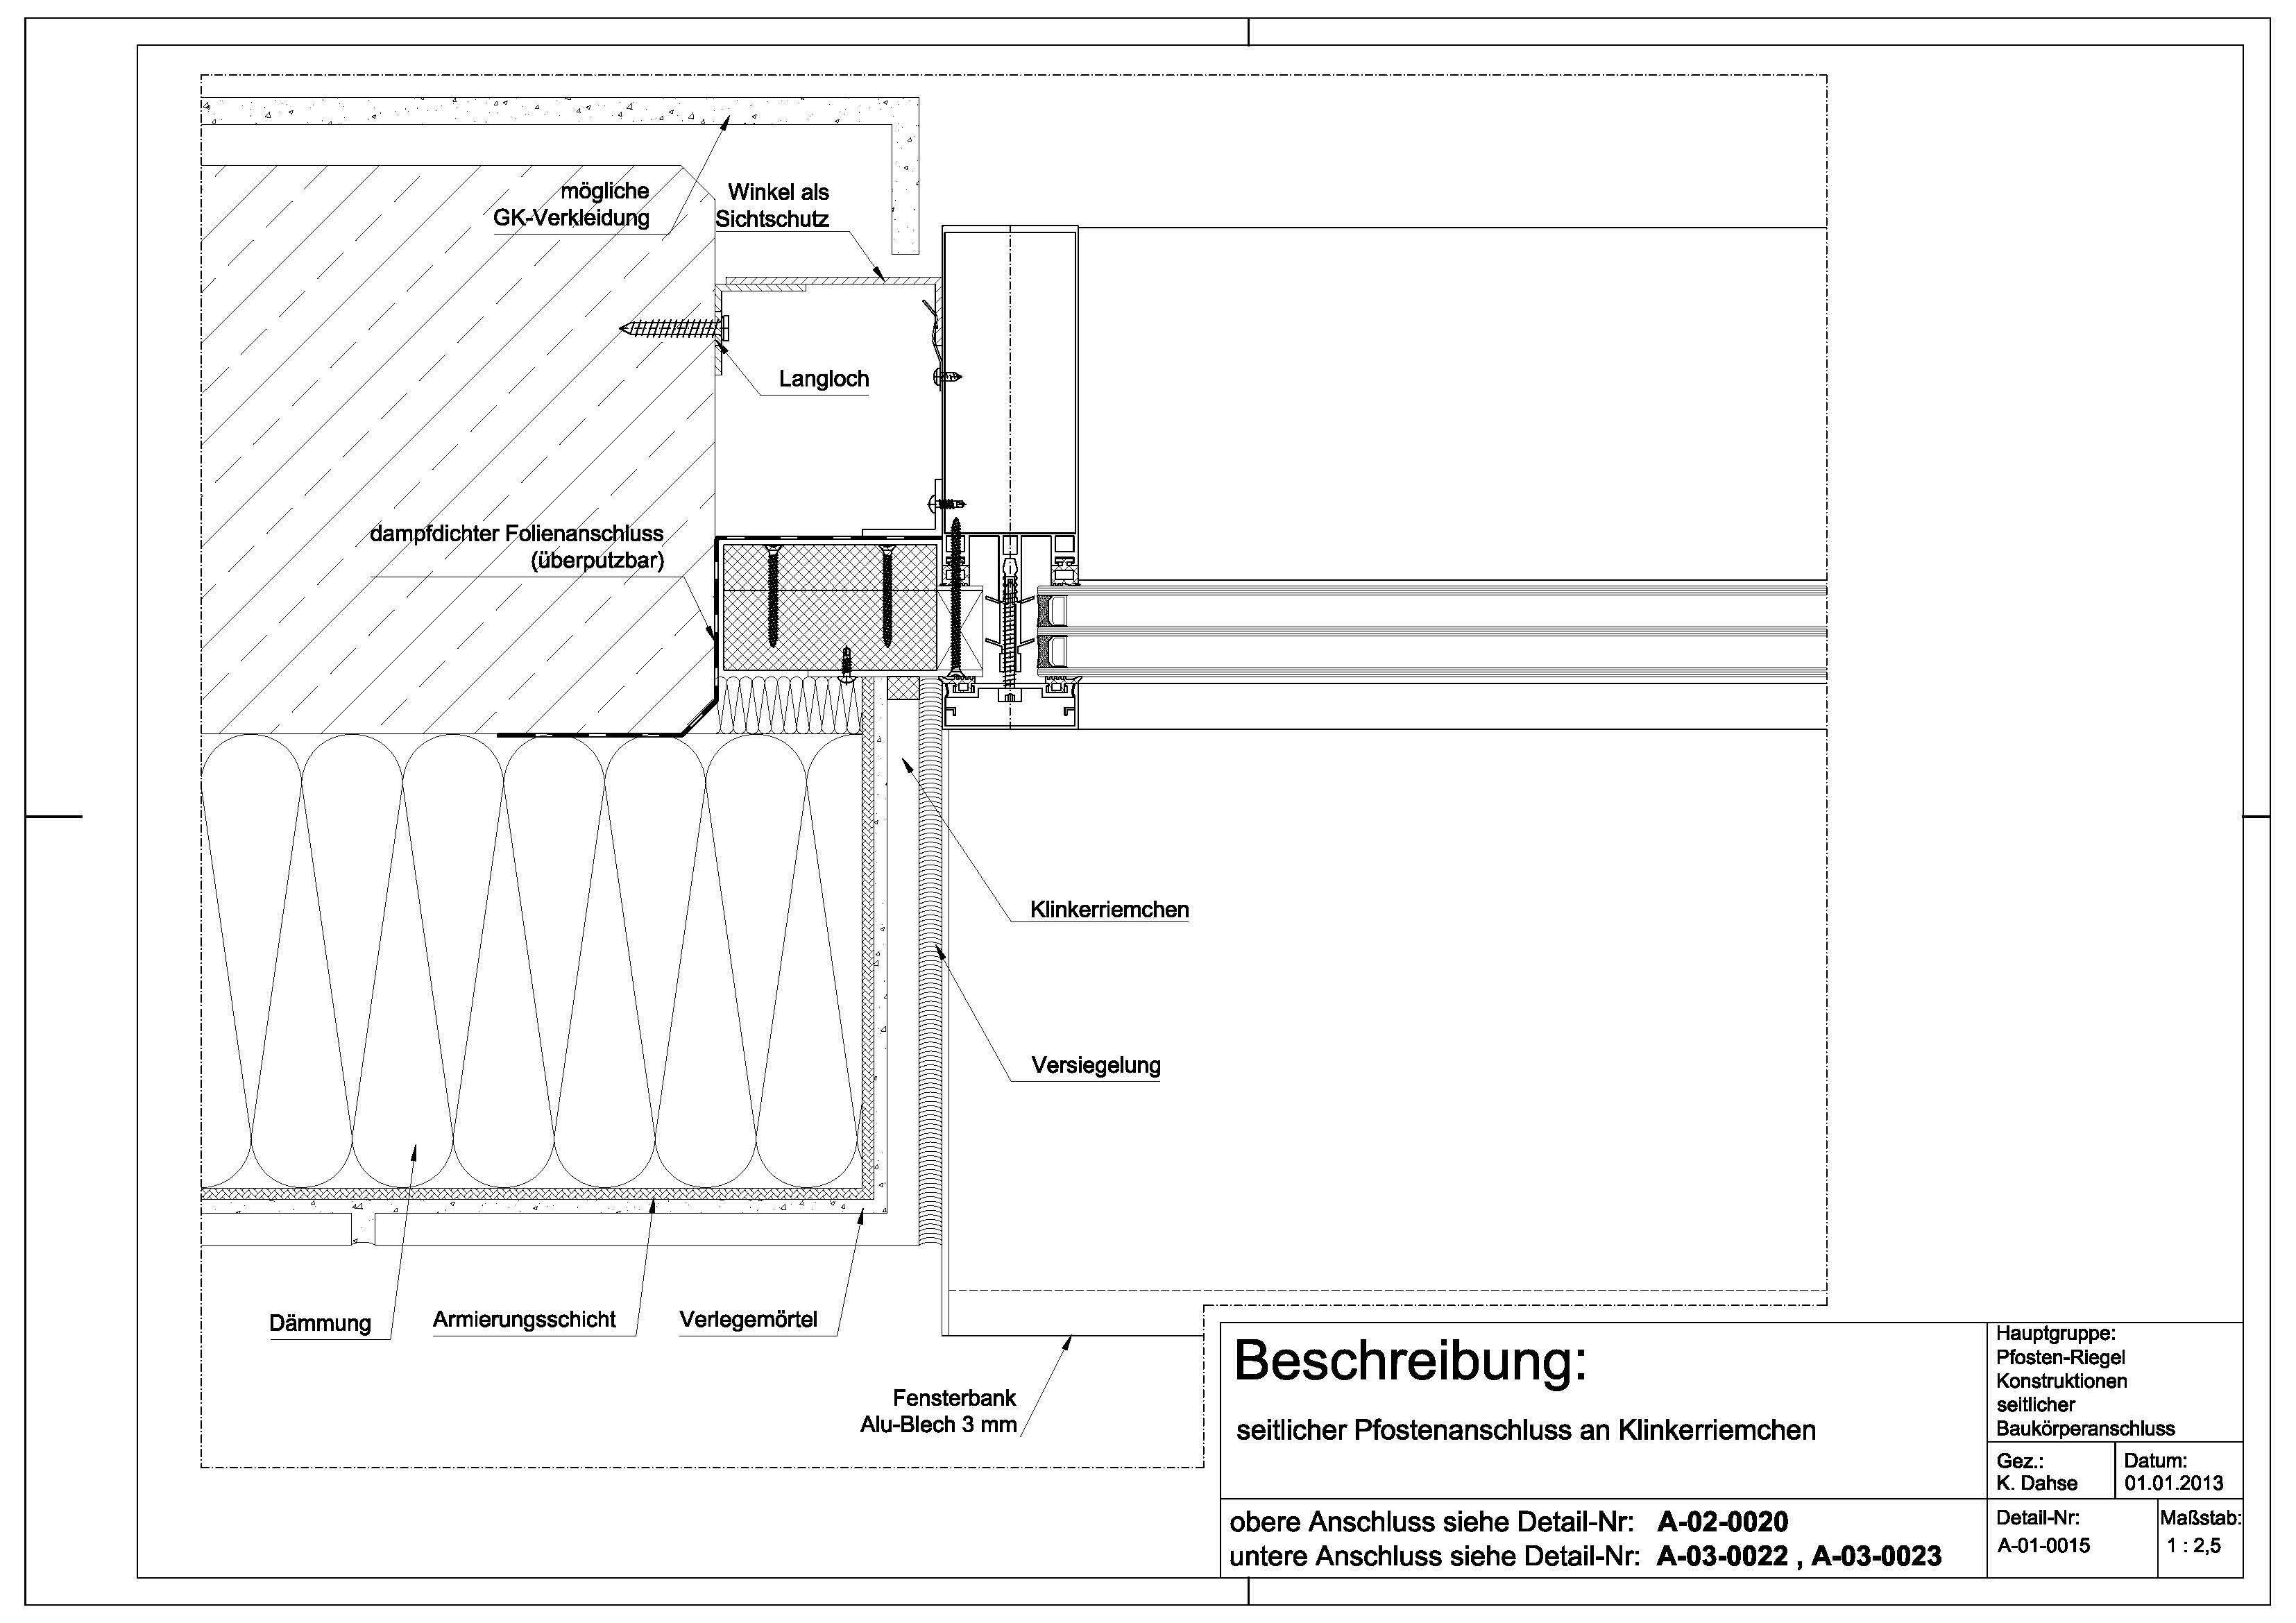 mögliche
GK-Verkleidung
Winkel als
Sichtschutz
Langloch
dampfdichter Folienanschluss
(überputzbar)
Klinkerriemchen
Versiegelung
Dämmung
Armierungsschicht
Verlegemörtel
Fensterbank
Alu-Blech 3 mm
Beschreibung:
seitlicher Pfostenanschluss an Klinkerriemchen
obere Anschluss siehe Detail-Nr: A-02-0020
untere Anschluss siehe Detail-Nr: A-03-0022 , A-03-0023
Hauptgruppe:
Pfosten-Riegel
Konstruktionen
seitlicher
Baukörperanschluss
Gez.:
K. Dahse
Datum:
01.01.2013
Detail-Nr:
A-01-0015
Maßstab:
1 : 2,5